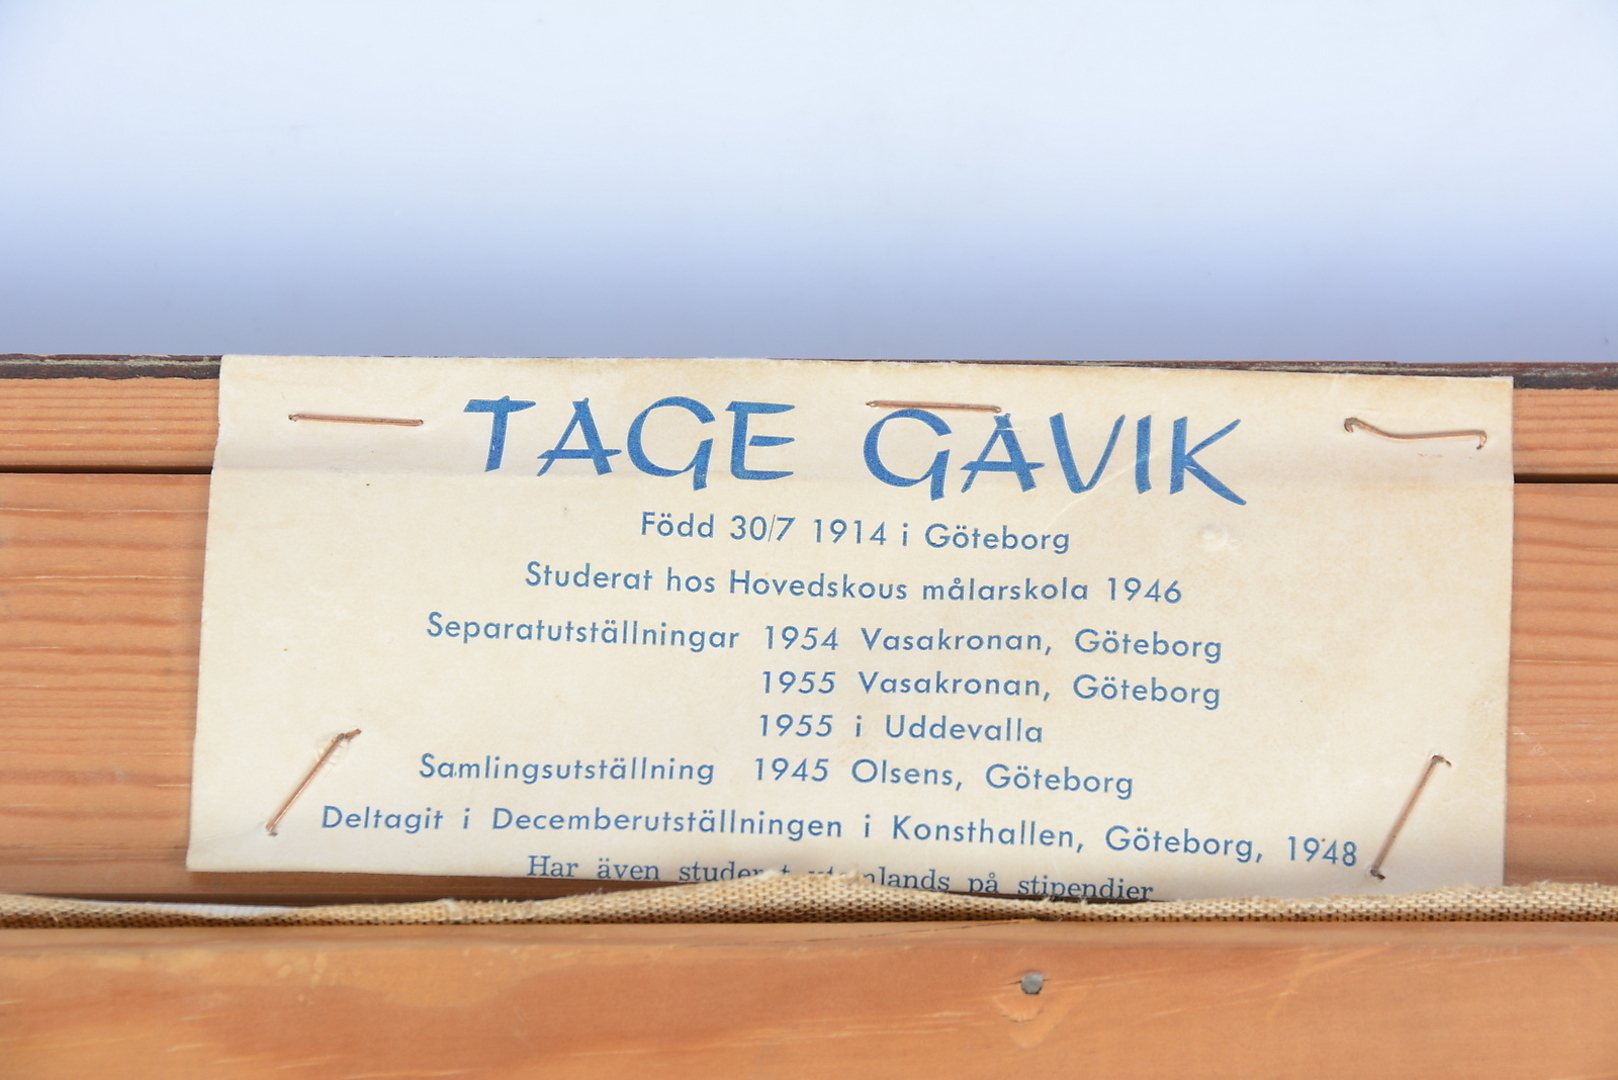 TAGE GAVIK
Född 30/7 1914 i Göteborg
Studerat hos Hovedskous målarskola 1946
Separatutställningar 1954 Vasakronan, Göteborg
1955 Vasakronan, Göteborg
1955 i Uddevalla
Samlingsutställning 1945 Olsens, Göteborg
Deltagit i Decemberutställningen i Konsthallen, Göteborg, 1948
Har även på stipendier